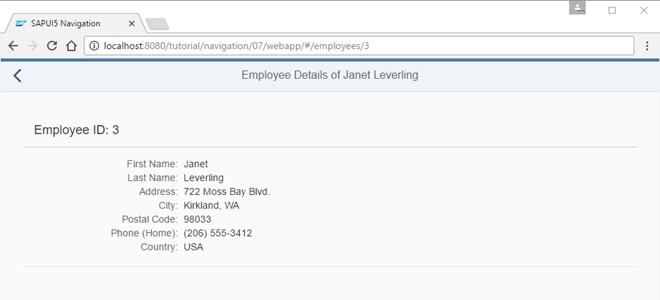 SAP SAPUI5 Navigation
localhost:8080/tutorial/navigation/07/webapp/#/employees/3
Employee Details of Janet Leverling
Employee ID: 3
First Name: Janet
Last Name: Leverling
Address: 722 Moss Bay Blvd.
City: Kirkland, WA
Postal Code: 98033
Phone (Home): (206) 555-3412
Country: USA